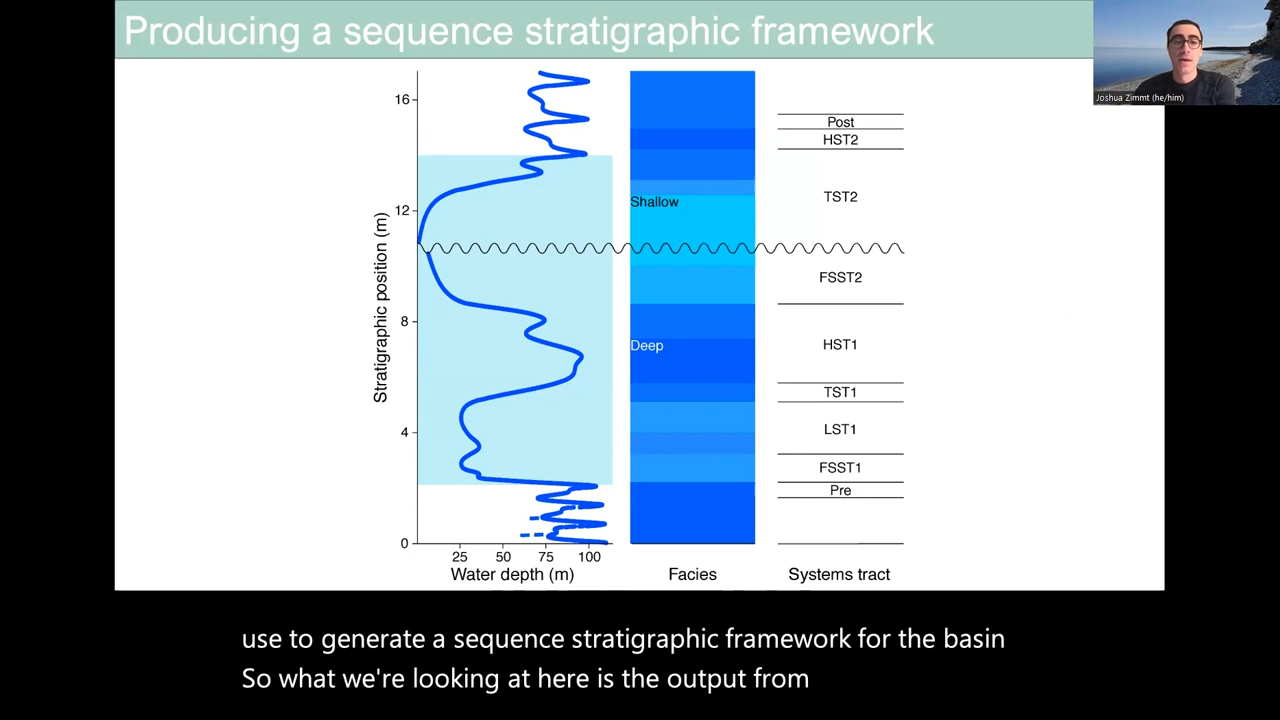 Producing a sequence stratigraphic framework
Joshua Zimmt (he/him)
16
12
8
4
0
Stratigraphic position (m)
25 50 75 100
Water depth (m)
Shallow
Deep
Facies
Post
HST2
TST2
FSST2
HST1
TST1
LST1
FSST1
Pre
Systems tract
use to generate a sequence stratigraphic framework for the basin
So what we're looking at here is the output from